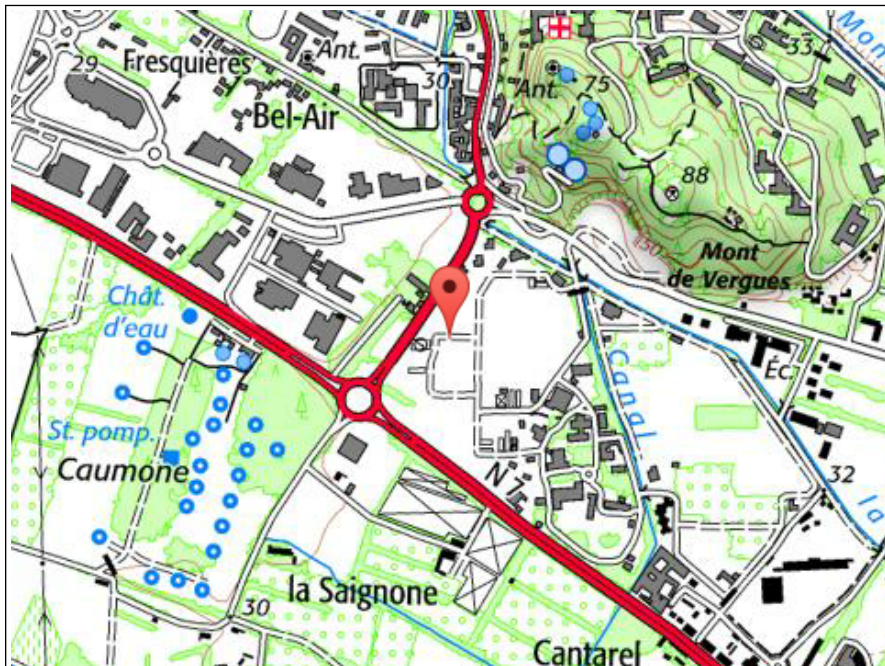 Fresquières
29
Ant.
30
Bel-Air
Ant.
75
33
88
50
Mont
de Vergues
Chât.
d'eau
St. pomp.
Caumone
Canal
Éc.
N 7
32
la
la Saignone
30
Cantarel